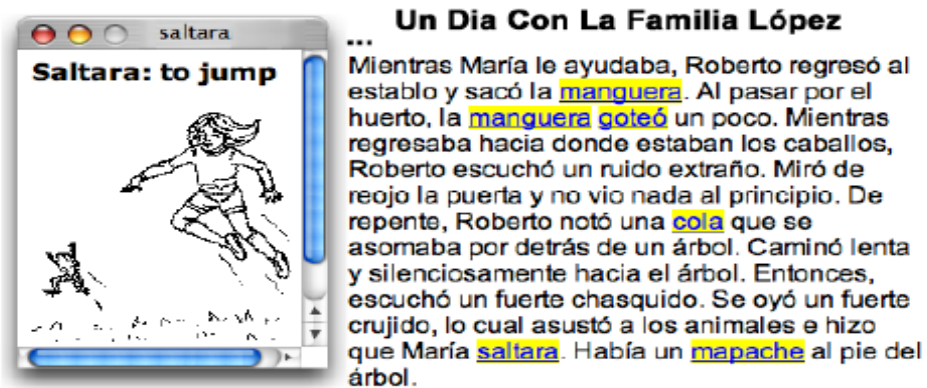 saltara
Saltara: to jump
Un Dia Con La Familia López
...
Mientras María le ayudaba, Roberto regresó al
establo y sacó la manguera. Al pasar por el
huerto, la manguera goteó un poco. Mientras
regresaba hacia donde estaban los caballos,
Roberto escuchó un ruido extraño. Miró de
reojo la puerta y no vio nada al principio. De
repente, Roberto notó una cola que se
asomaba por detrás de un árbol. Caminó lenta
y silenciosamente hacia el árbol. Entonces,
escuchó un fuerte chasquido. Se oyó un fuerte
crujido, lo cual asustó a los animales e hizo
que María saltara. Había un mapache al pie del
árbol.